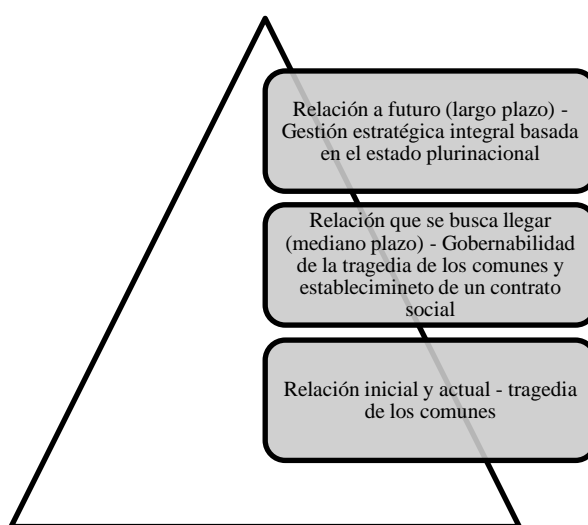 Relación a futuro (largo plazo) -
Gestión estratégica integral basada
en el estado plurinacional
Relación que se busca llegar
(mediano plazo) - Gobernabilidad
de la tragedia de los comunes y
establecimineto de un contrato
social
Relación inicial y actual - tragedia
de los comunes